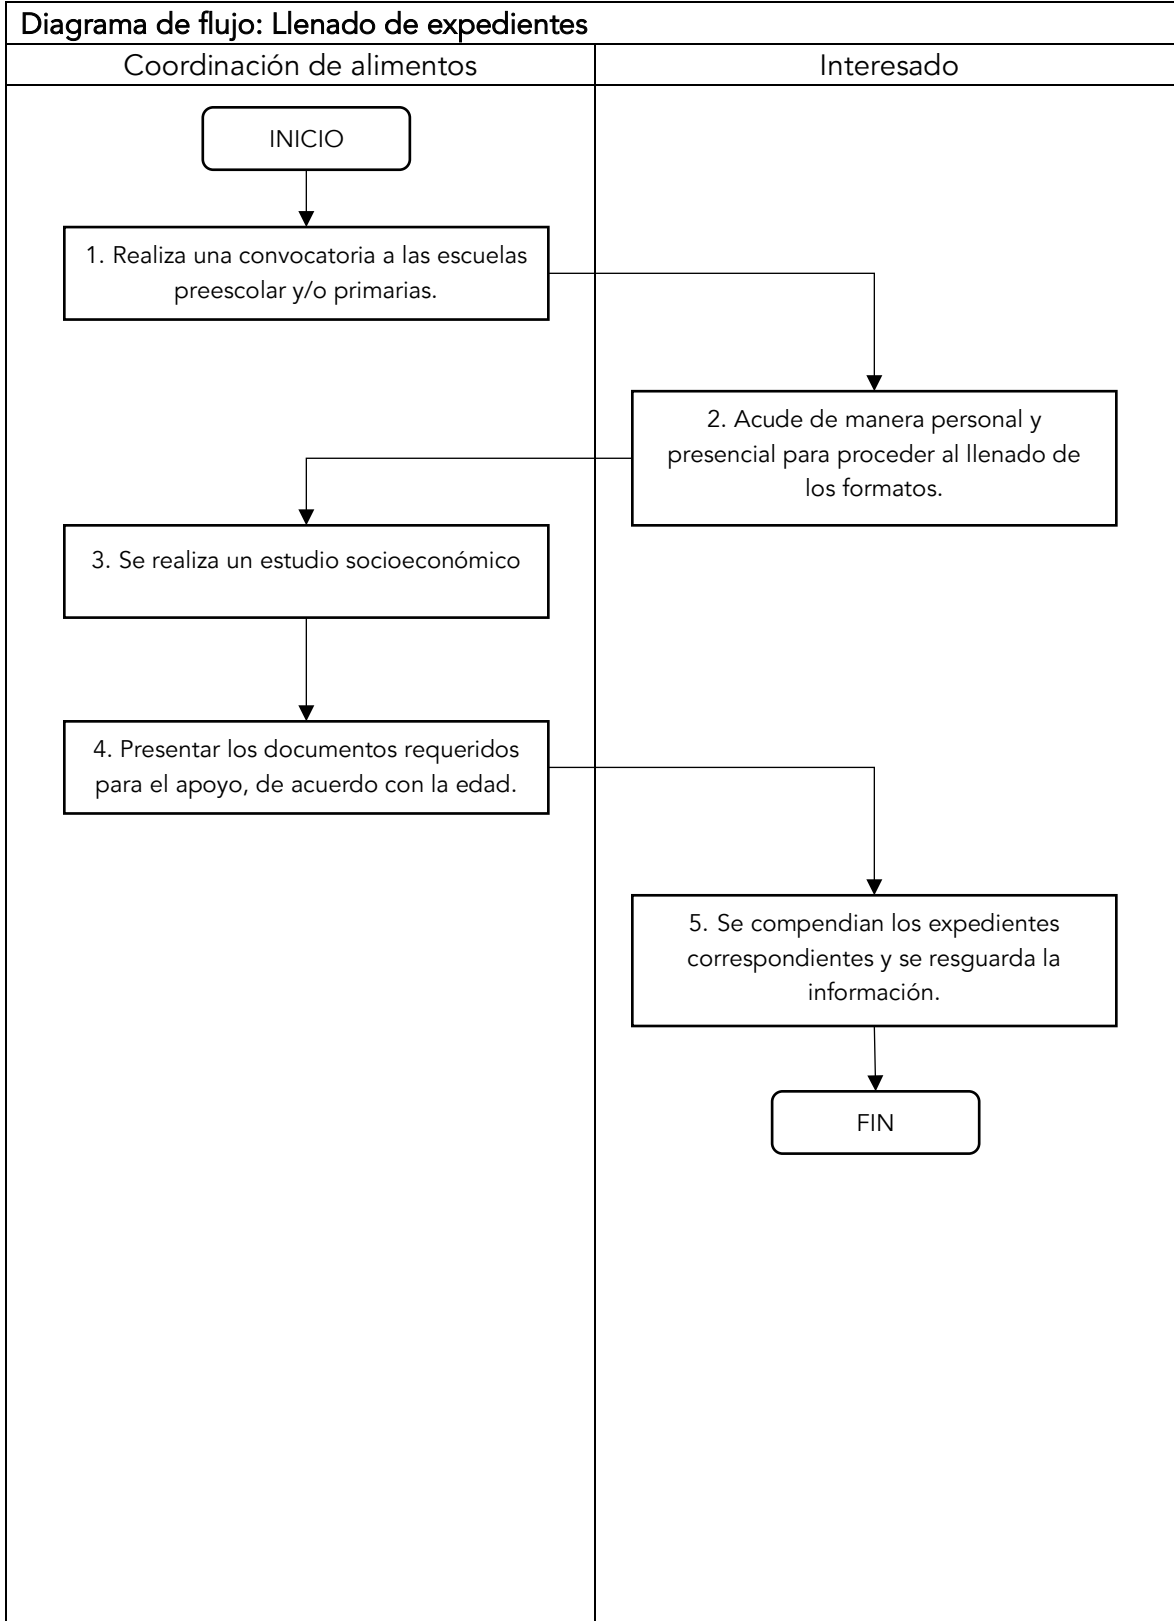 Diagrama de flujo: Llenado de expedientes
Coordinación de alimentos
Interesado
INICIO
1. Realiza una convocatoria a las escuelas
preescolar y/o primarias.
2. Acude de manera personal y
presencial para proceder al llenado de
los formatos.
3. Se realiza un estudio socioeconómico
4. Presentar los documentos requeridos
para el apoyo, de acuerdo con la edad.
5. Se compendian los expedientes
correspondientes y se resguarda la
información.
FIN